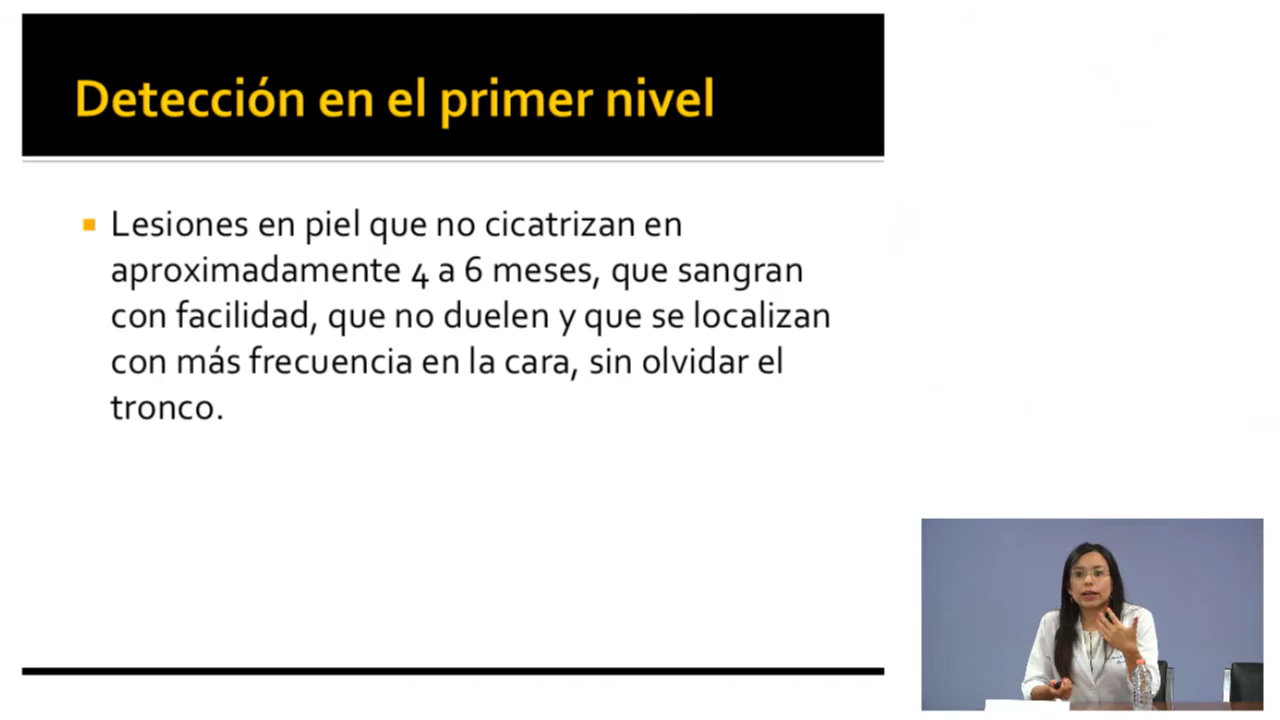 Detección en el primer nivel
Lesiones en piel que no cicatrizan en
aproximadamente 4 a 6 meses, que sangran
con facilidad, que no duelen y que se localizan
con más frecuencia en la cara, sin olvidar el
tronco.